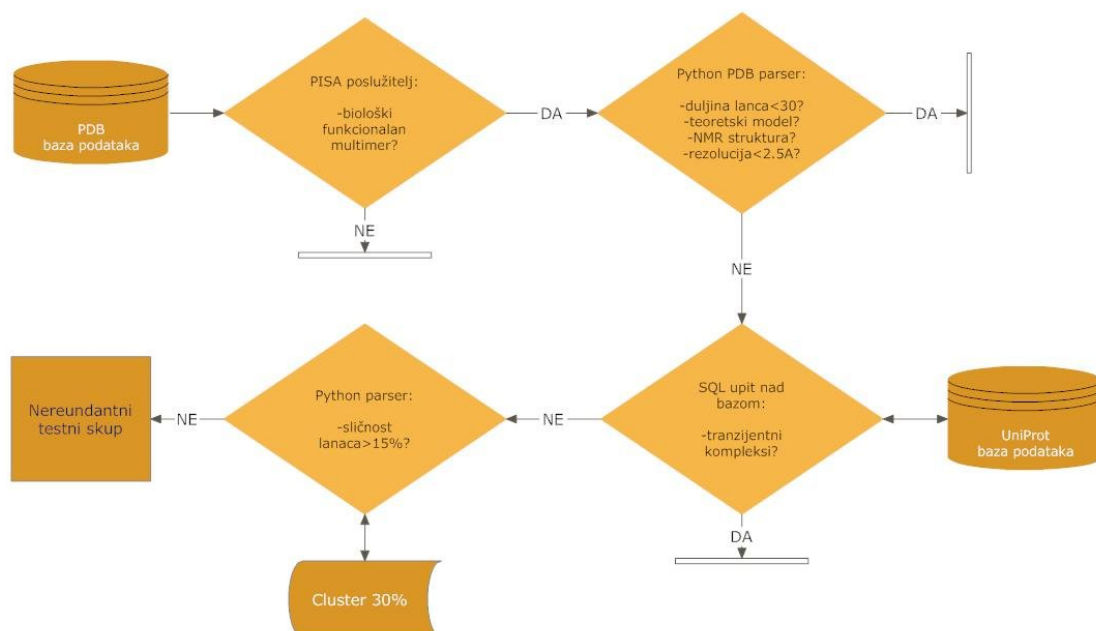 PDB
baza podataka
PISA poslužitelj:
-biološki
funkcionalan
multimer?
DA
NE
Python PDB parser:
-duljina lanca<30?
-teoretski model?
-NMR struktura?
-rezolucija<2.5A?
DA
NE
SQL upit nad
bazom:
-tranzijentni
kompleksi?
UniProt
baza podataka
DA
NE
Python parser:
-sličnost
lanaca>15%?
Cluster 30%
NE
Nereundantni
testni skup